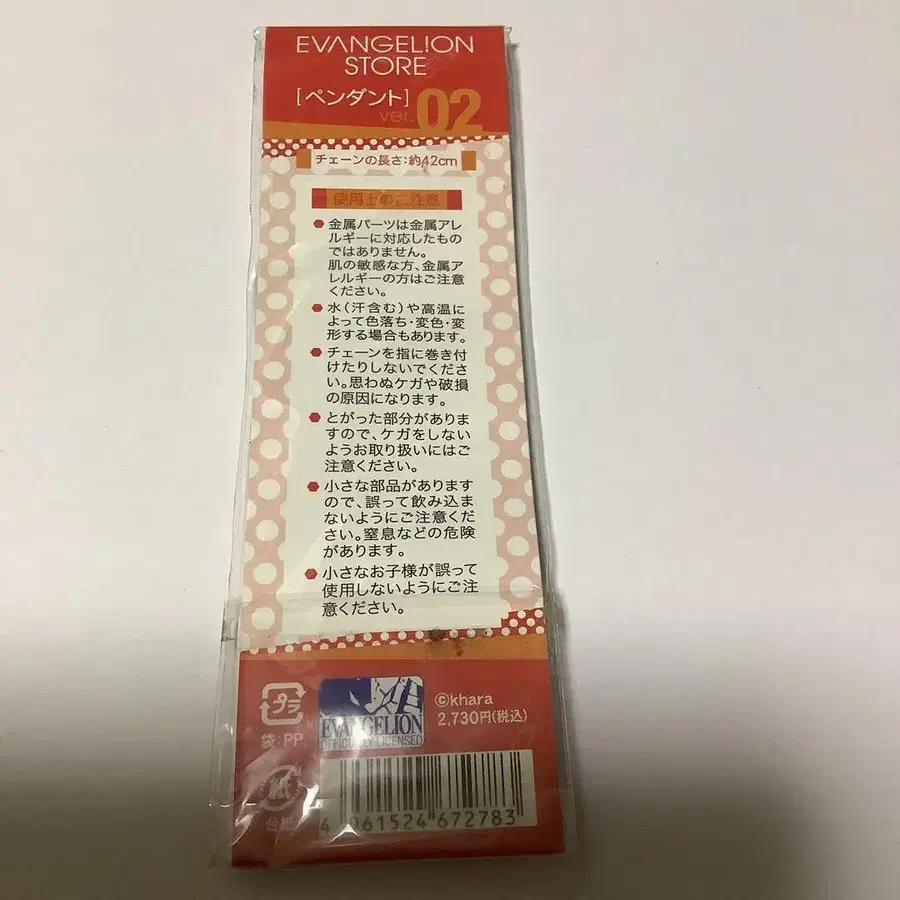 EVANGELION
STORE
[ペンダント]
ver.02
チェーンの長さ:約42cm
使用上のご注意
金属パーツは金属アレ
ルギーに対応したもの
ではありません。
肌の敏感な方、金属ア
レルギーの方はご注意
ください。
水(汗含む)や高温に
よって色落ち・変色・変
形する場合もあります。
チェーンを指に巻き付
けたりしないでくださ
い。思わぬケガや破損
の原因になります。
とがった部分がありま
すので、ケガをしない
ようお取り扱いにはご
注意ください。
小さな部品があります
ので、誤って飲み込ま
ないようにご注意くだ
さい。窒息などの危険
があります。
小さなお子様が誤って
使用しないようにご注
意ください。
プラ
袋:PP
EVANGELION
OFFICIALLY LICENSED
©khara
2,730円(税込)
紙
台紙
4 961524 672783